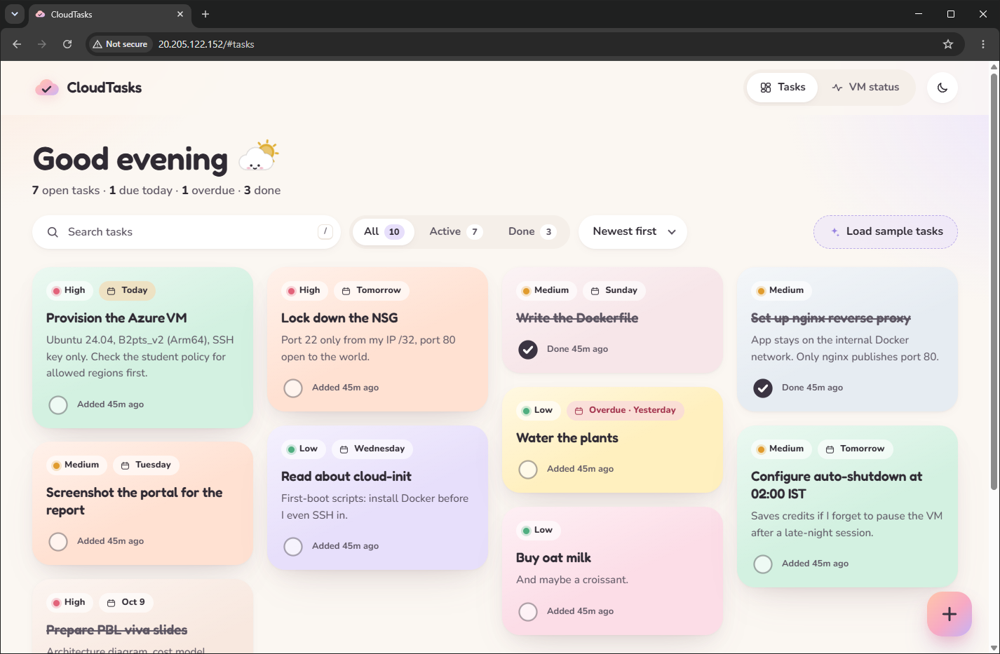 CloudTasks
Not secure
20.205.122.152/#tasks
CloudTasks
Tasks
VM status
Good evening
7 open tasks · 1 due today · 1 overdue · 3 done
Search tasks
/
All 10
Active 7
Done 3
Newest first
Load sample tasks
High
Today
Provision the Azure VM
Ubuntu 24.04, B2pts_v2 (Arm64), SSH
key only. Check the student policy for
allowed regions first.
Added 45m ago
Medium
Tuesday
Screenshot the portal for the
report
Added 45m ago
High
Oct 9
Prepare PBL viva slides
Architecture diagram, cost model
High
Tomorrow
Lock down the NSG
Port 22 only from my IP /32, port 80
open to the world.
Added 45m ago
Low
Wednesday
Read about cloud-init
First-boot scripts: install Docker before
I even SSH in.
Added 45m ago
Medium
Sunday
Write the Dockerfile
Done 45m ago
Low
Overdue · Yesterday
Water the plants
Added 45m ago
Low
Buy oat milk
And maybe a croissant.
Added 45m ago
Medium
Set up nginx reverse proxy
App stays on the internal Docker
network. Only nginx publishes port 80.
Done 45m ago
Medium
Tomorrow
Configure auto-shutdown at
02:00 IST
Saves credits if I forget to pause the VM
after a late-night session.
Added 45m ago